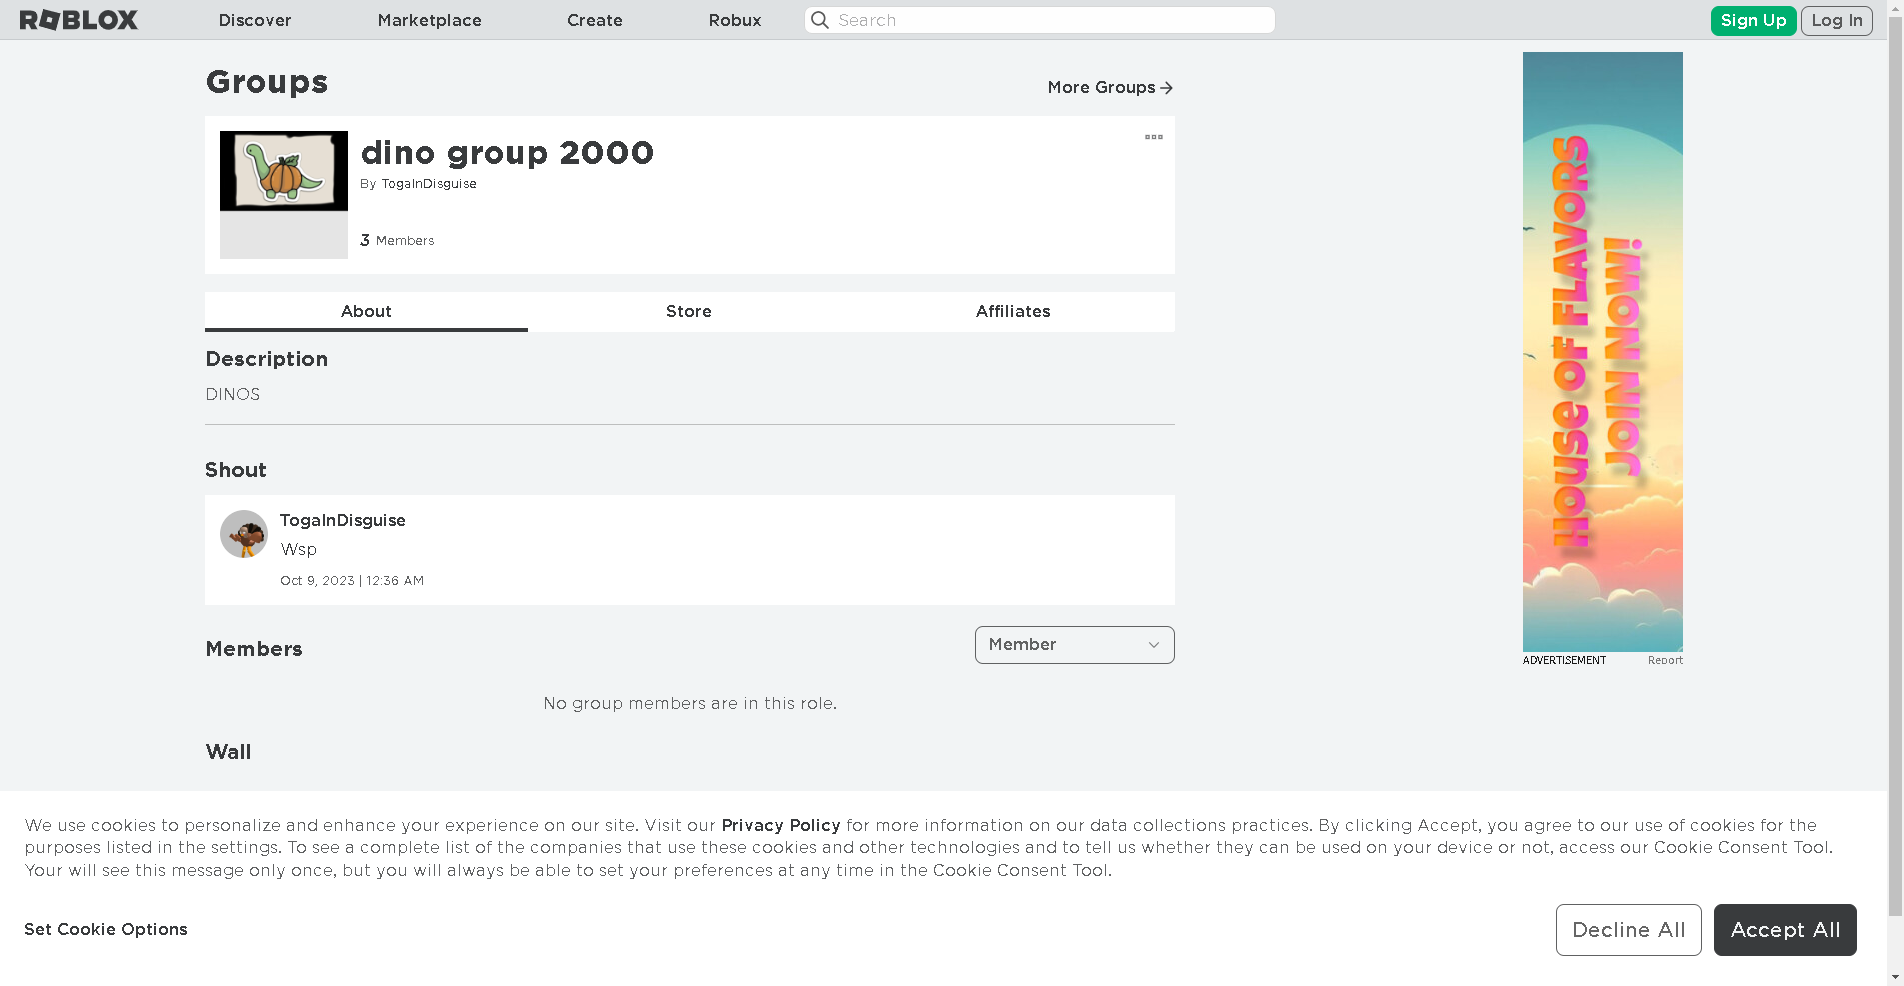 ROBLOX
Discover
Marketplace
Create
Robux
Search
Sign Up
Log In
Groups
More Groups
dino group 2000
By TogaInDisguise
3 Members
About
Store
Affiliates
Description
DINOS
Shout
TogaInDisguise
Wsp
Oct 9, 2023 | 12:36 AM
Members
Member
No group members are in this role.
Wall
HOUSE OF FLAVORS
JOIN NOW!
ADVERTISEMENT
Report
We use cookies to personalize and enhance your experience on our site. Visit our Privacy Policy for more information on our data collections practices. By clicking Accept, you agree to our use of cookies for the
purposes listed in the settings. To see a complete list of the companies that use these cookies and other technologies and to tell us whether they can be used on your device or not, access our Cookie Consent Tool.
Your will see this message only once, but you will always be able to set your preferences at any time in the Cookie Consent Tool.
Set Cookie Options
Decline All
Accept All